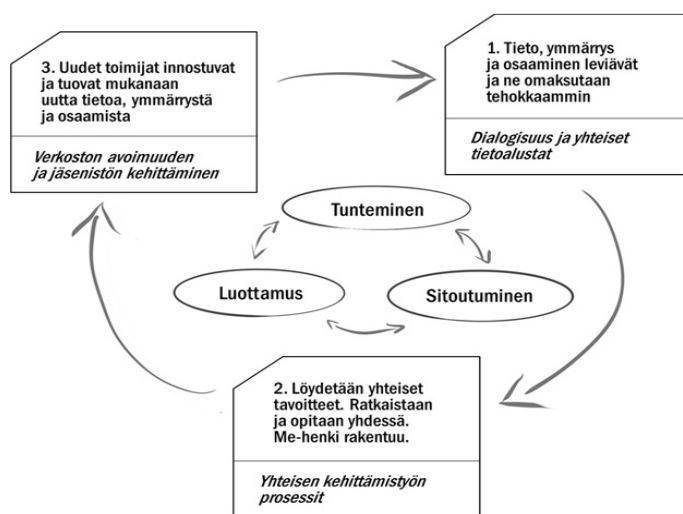 3. Uudet toimijat innostuvat
ja tuovat mukanaan
uutta tietoa, ymmärrystä
ja osaamista
Verkoston avoimuuden
ja jäsenistön kehittäminen
1. Tieto, ymmärrys
ja osaaminen leviävät
ja ne omaksutaan
tehokkaammin
Dialogisuus ja yhteiset
tietoalustat
Tunteminen
Luottamus
Sitoutuminen
2. Löydetään yhteiset
tavoitteet. Ratkaistaan
ja opitaan yhdessä.
Me-henki rakentuu.
Yhteisen kehittämistyön
prosessit